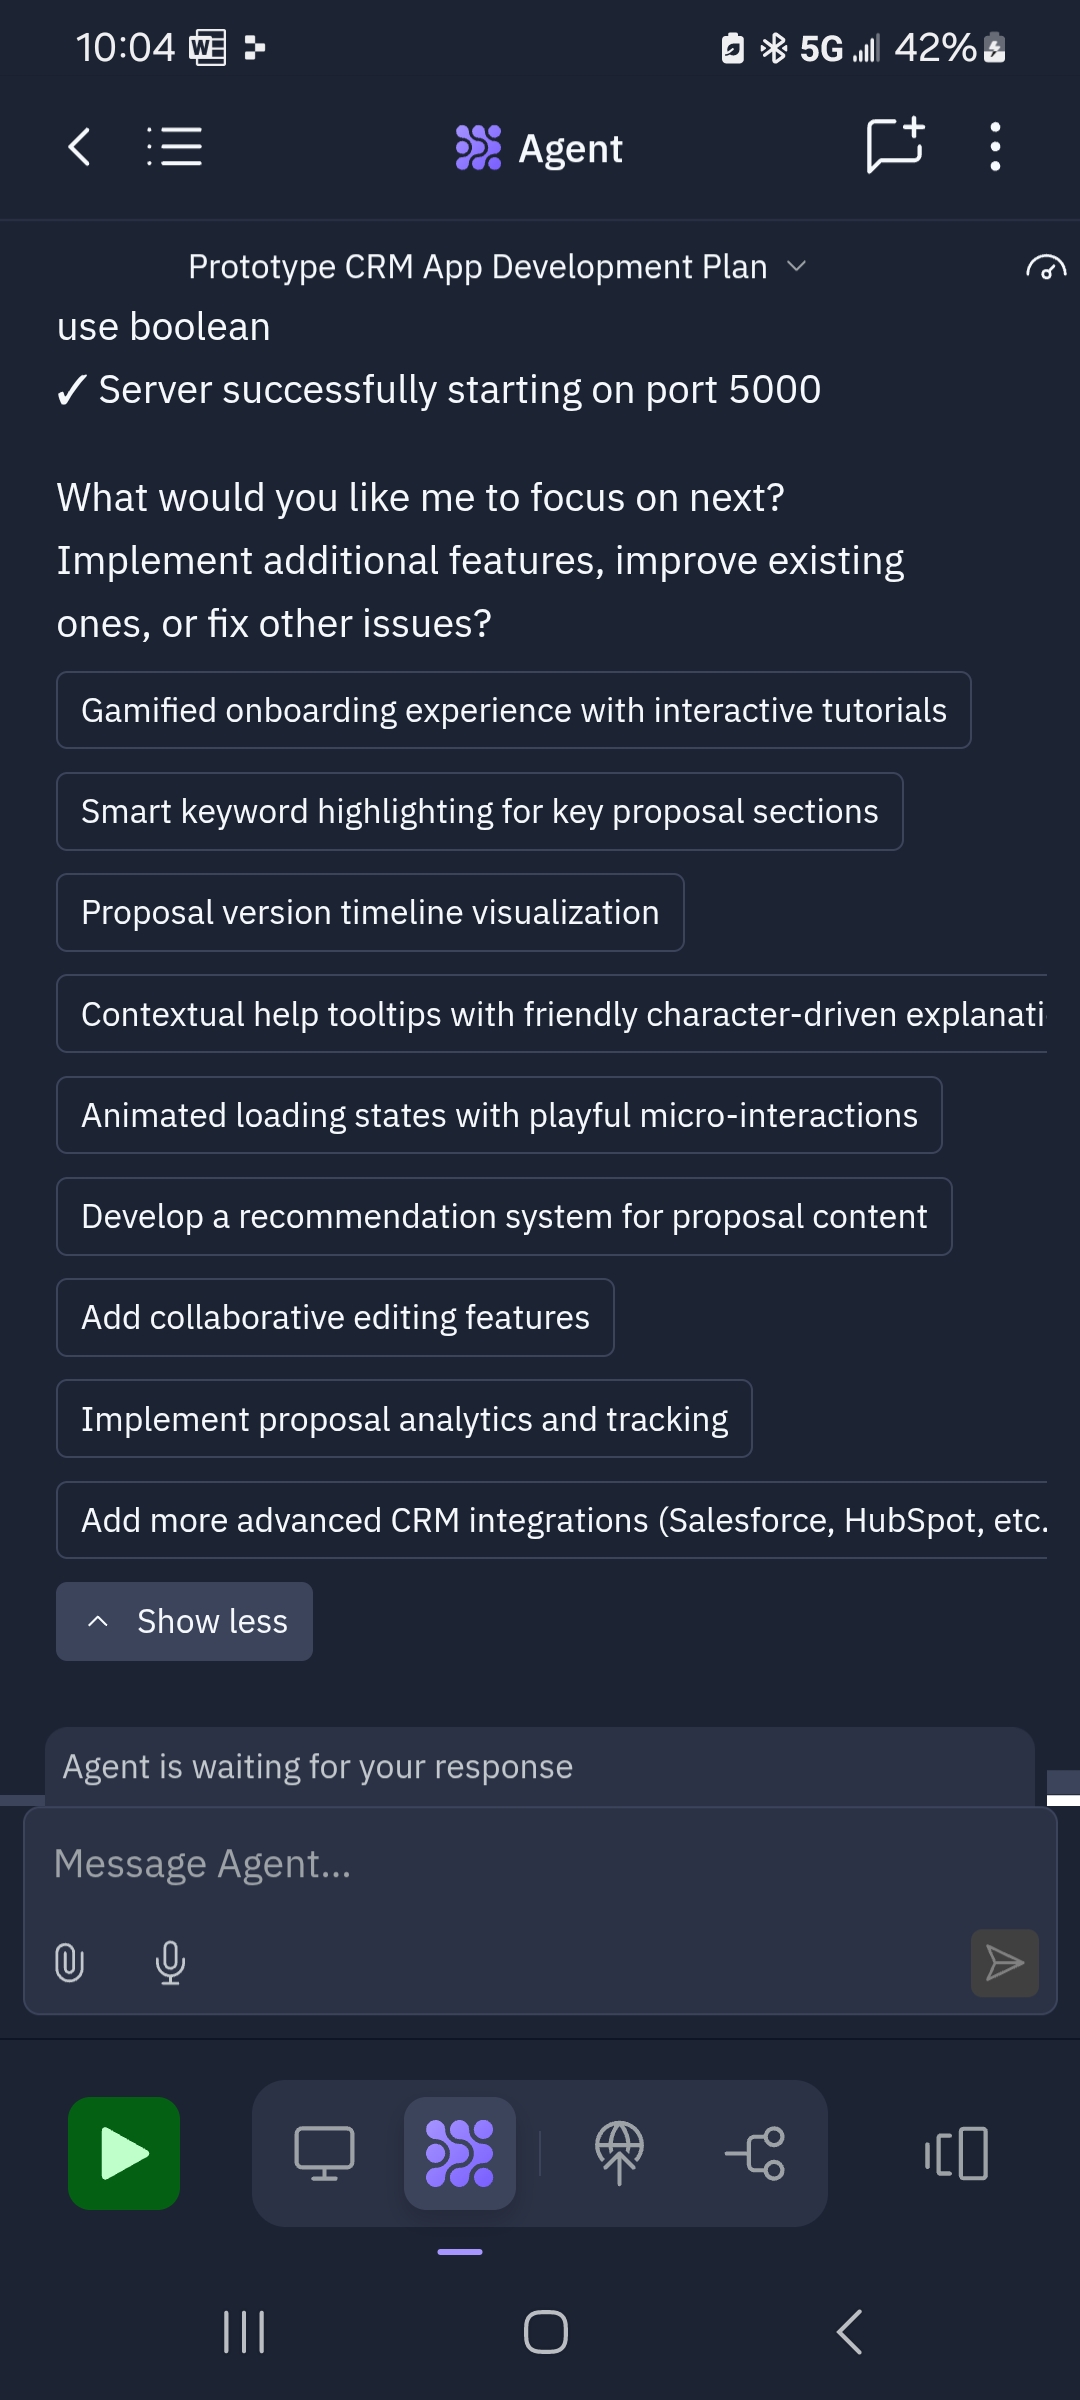 10:04
5G 42%
Agent
Prototype CRM App Development Plan
use boolean
✓ Server successfully starting on port 5000
What would you like me to focus on next?
Implement additional features, improve existing
ones, or fix other issues?
Gamified onboarding experience with interactive tutorials
Smart keyword highlighting for key proposal sections
Proposal version timeline visualization
Contextual help tooltips with friendly character-driven explanati
Animated loading states with playful micro-interactions
Develop a recommendation system for proposal content
Add collaborative editing features
Implement proposal analytics and tracking
Add more advanced CRM integrations (Salesforce, HubSpot, etc.
Show less
Agent is waiting for your response
Message Agent...